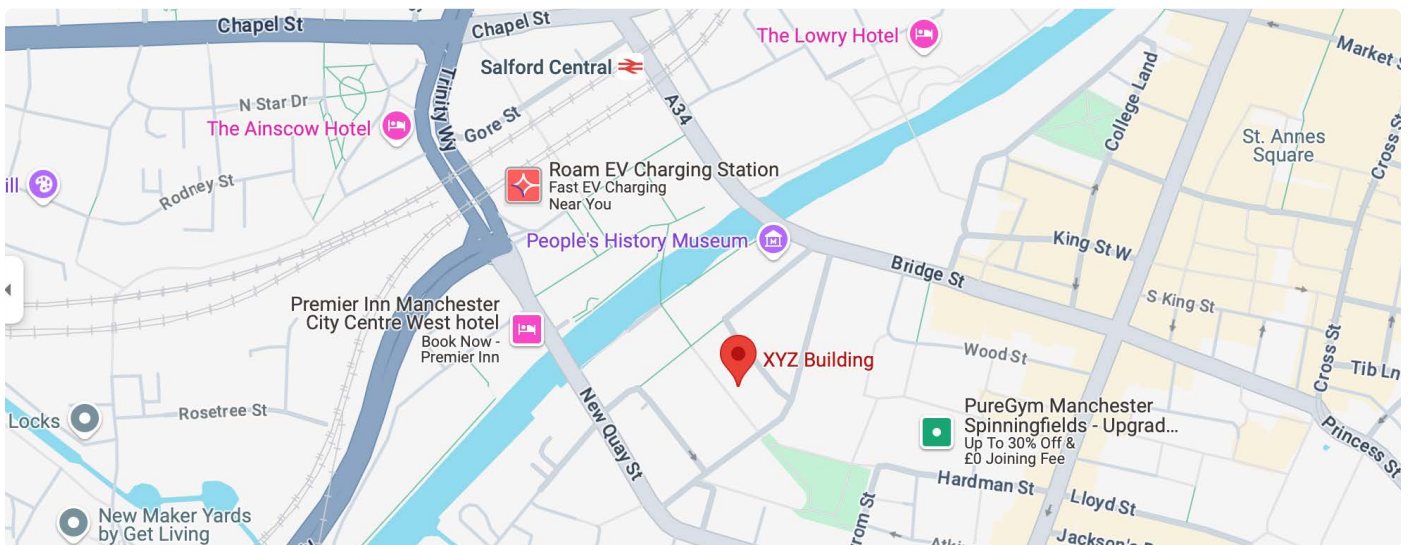 Chapel St
Chapel St
The Lowry Hotel
Market S
Salford Central
Trinity Wy
N Star Dr
A34
College Land
The Ainscow Hotel
Gore St
St. Annes
Square
Cross St
Roam EV Charging Station
Fast EV Charging
Near You
ill
Rodney St
People's History Museum
King St W
Bridge St
S King St
Premier Inn Manchester
City Centre West hotel
Book Now -
Premier Inn
XYZ Building
Wood St
Cross St
Tib Ln
Rosetree St
Locks
New Quay St
PureGym Manchester
Spinningfields - Upgrad...
Up To 30% Off &
£0 Joining Fee
Princess St
Hardman St
Lloyd St
New Maker Yards
by Get Living
rom St
Jackson's